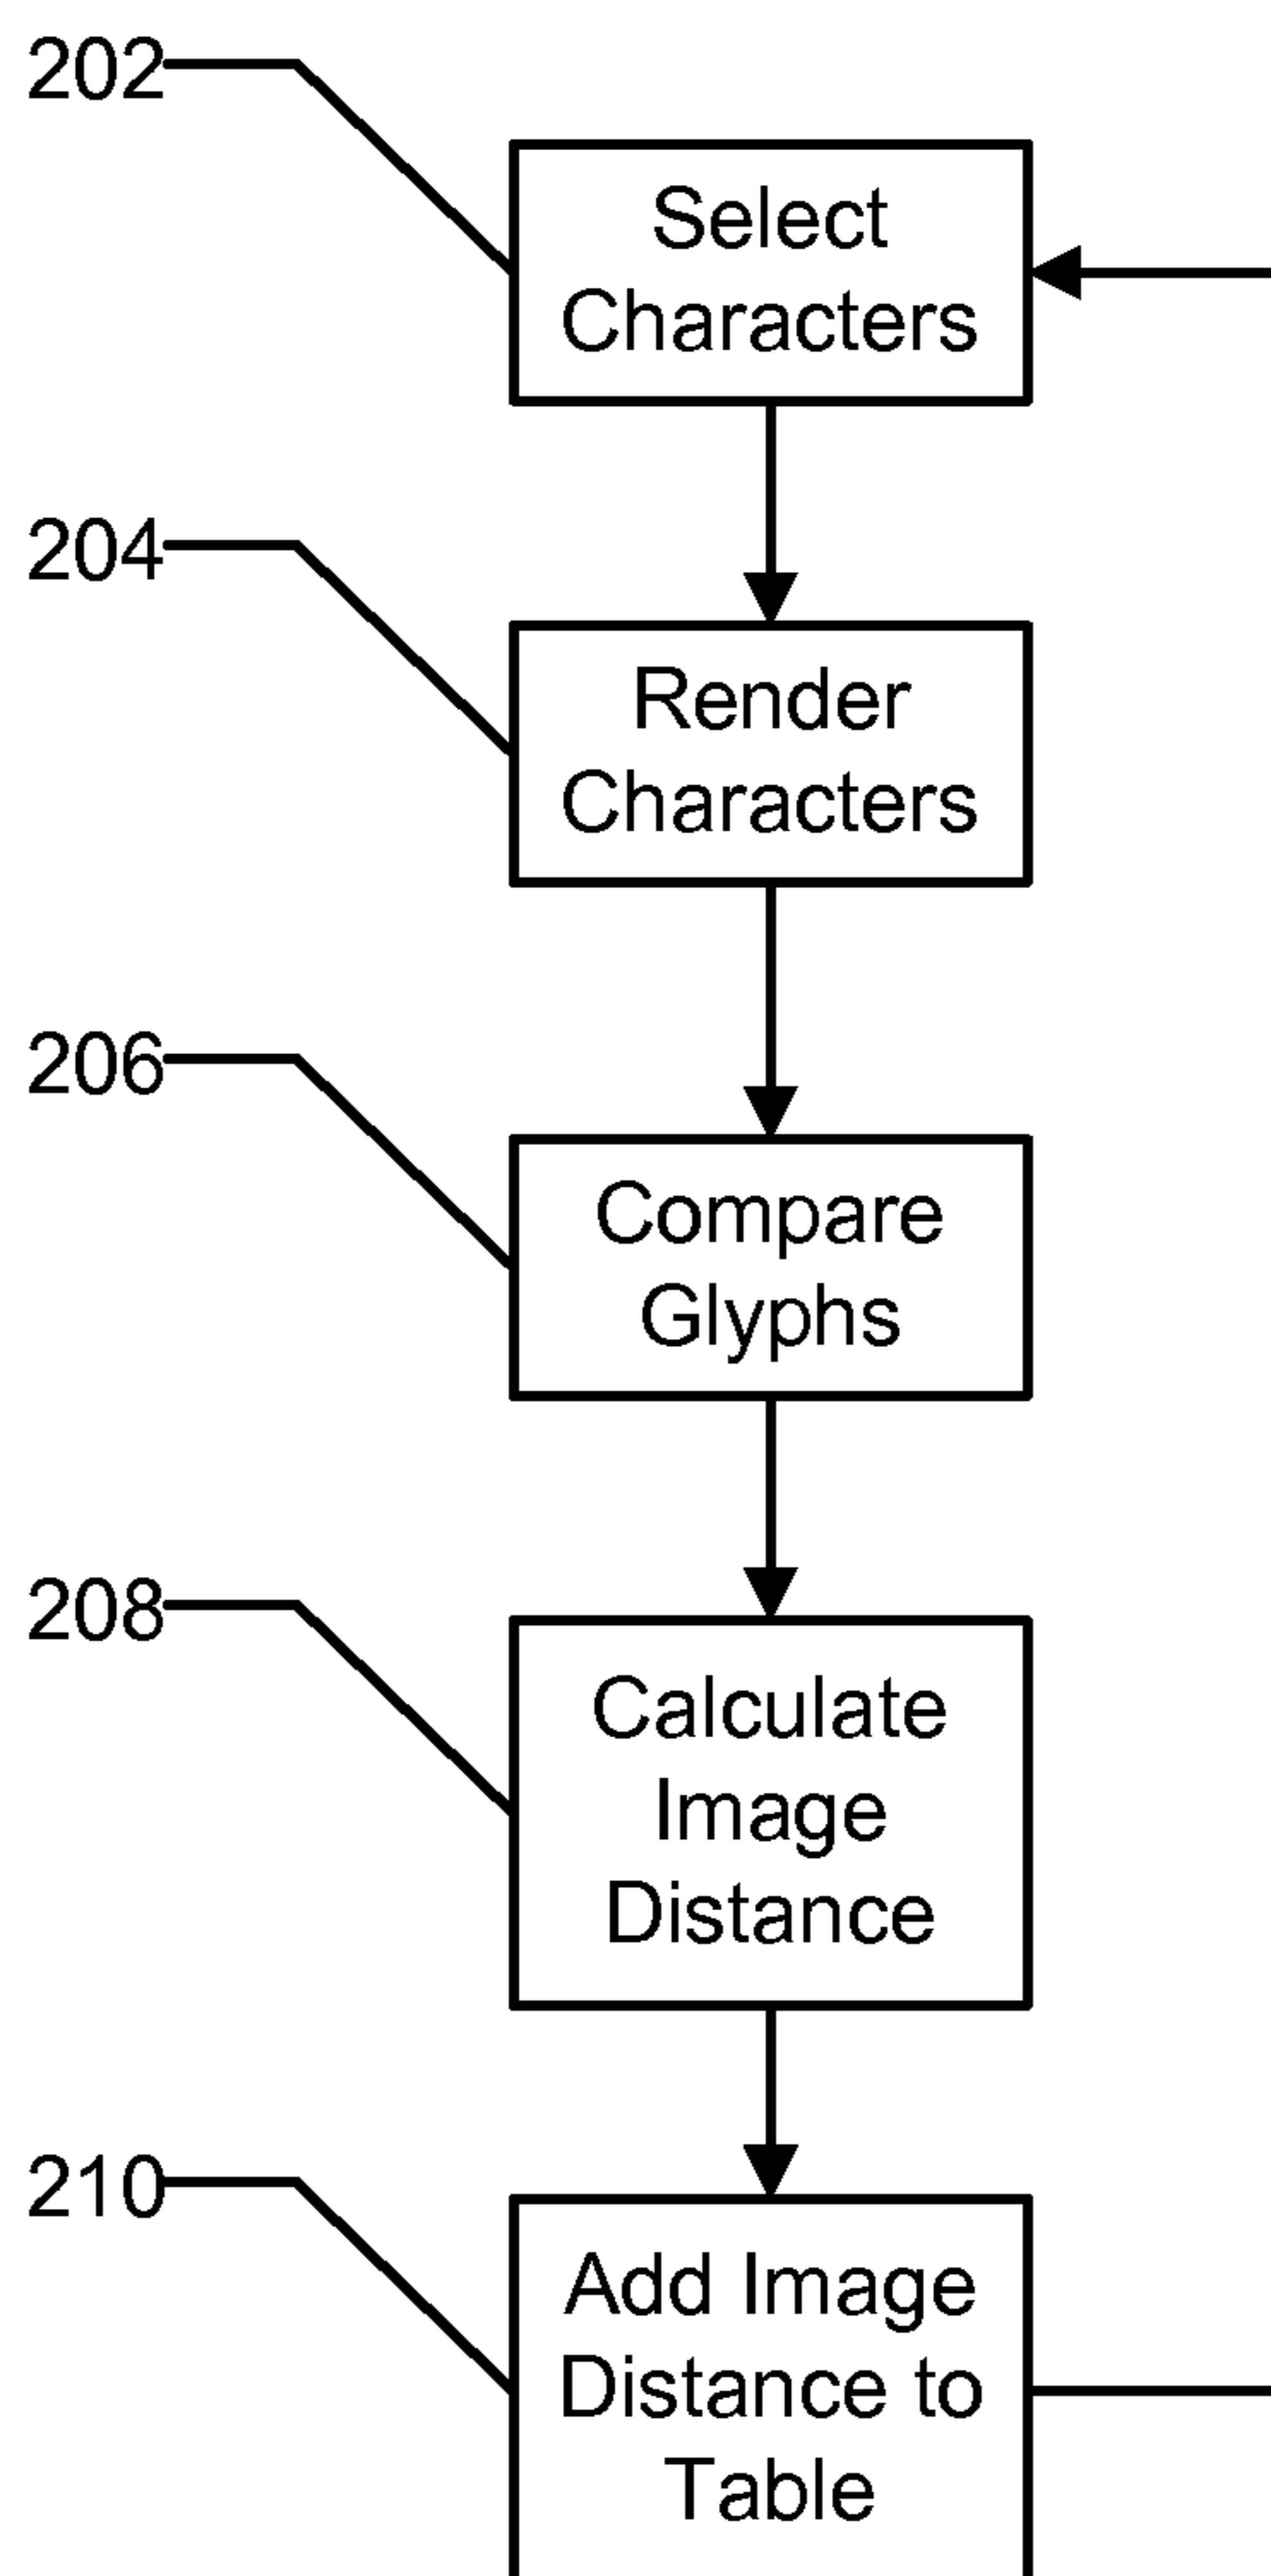 202
Select
Characters
204
Render
Characters
206
Compare
Glyphs
208
Calculate
Image
Distance
210
Add Image
Distance to
Table